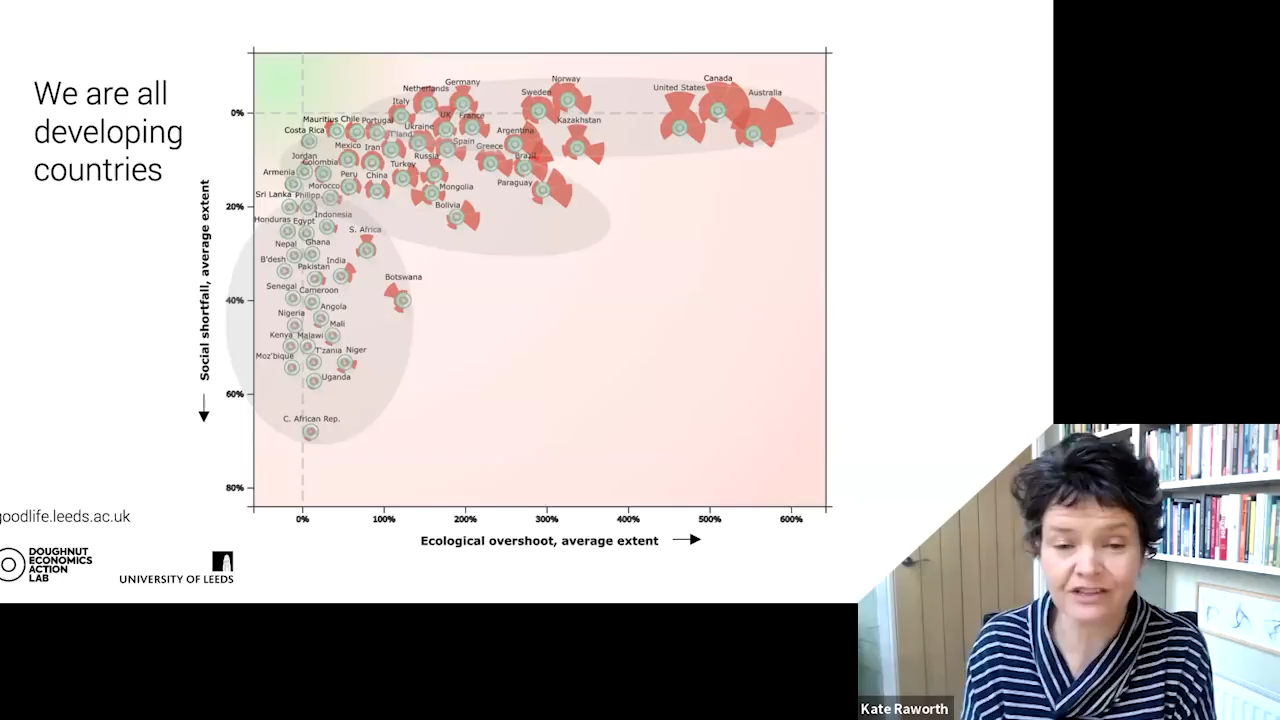 We are all
developing
countries
Social shortfall, average extent
0%
20%
40%
60%
80%
0%
100%
200%
300%
400%
500%
600%
Ecological overshoot, average extent
Germany
Norway
Canada
Netherlands
Sweden
United States
Australia
Italy
Mauritius
Chile
Portugal
UK
France
Kazakhstan
Costa Rica
Ukraine
Argentina
T'land
Spain
Mexico
Iran
Greece
Jordan
Colombia
Russia
Brazil
Turkey
Armenia
Peru
China
Paraguay
Morocco
Mongolia
Sri Lanka
Philipp.
Bolivia
Honduras
Egypt
Indonesia
S. Africa
Nepal
Ghana
B'desh
Pakistan
India
Botswana
Senegal
Cameroon
Angola
Nigeria
Mali
Kenya
Malawi
T'zania
Niger
Moz'bique
Uganda
C. African Rep.
goodlife.leeds.ac.uk
DOUGHNUT
ECONOMICS
ACTION
LAB
UNIVERSITY OF LEEDS
Kate Raworth